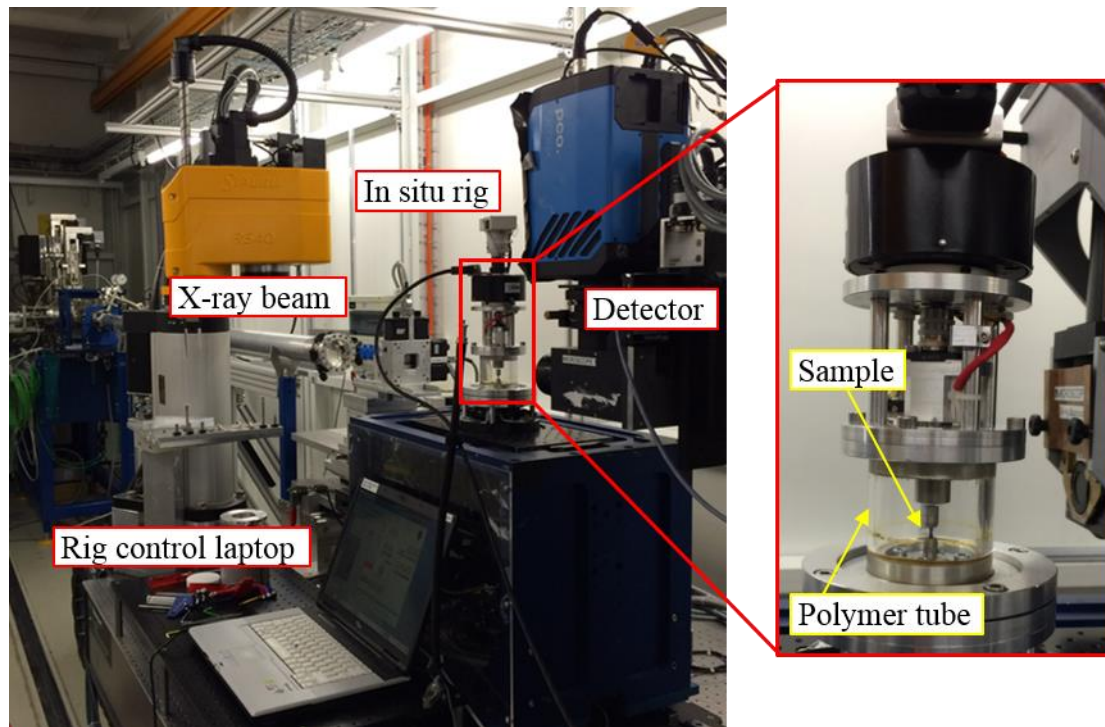 pco.
In situ rig
X-ray beam
Detector
Sample
Rig control laptop
Polymer tube